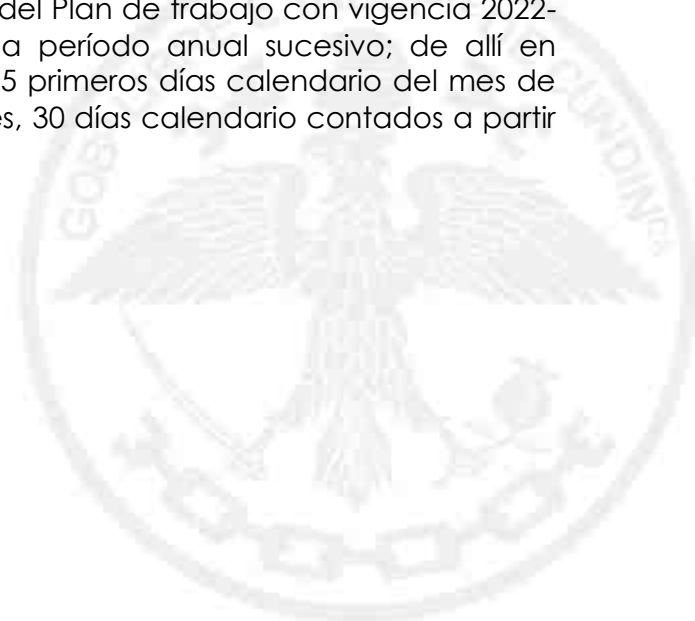 del Plan de trabajo con vigencia 2022-
a período anual sucesivo; de allí en
5 primeros días calendario del mes de
s, 30 días calendario contados a partir